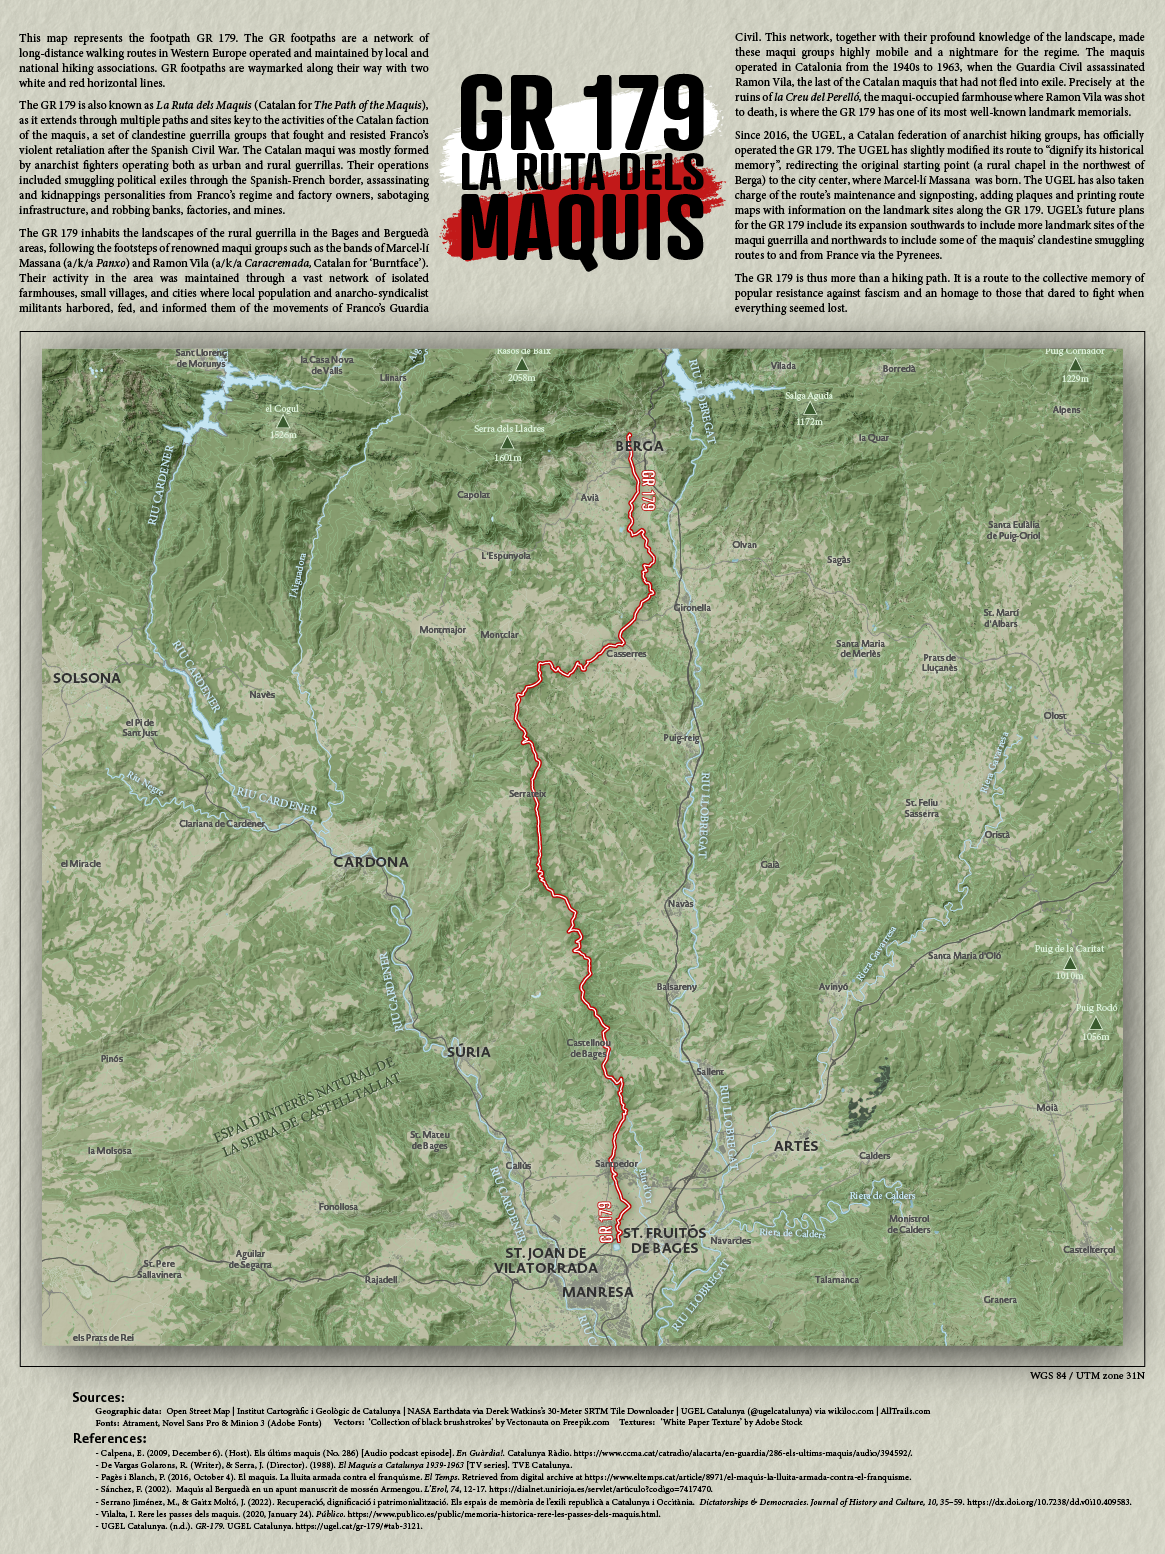 This map represents the footpath GR 179. The GR footpaths are a network of
long-distance walking routes in Western Europe operated and maintained by local and
national hiking associations. GR footpaths are waymarked along their way with two
white and red horizontal lines.
The GR 179 is also known as La Ruta dels Maquis (Catalan for The Path of the Maquis),
as it extends through multiple paths and sites key to the activities of the Catalan faction
of the maquis, a set of clandestine guerrilla groups that fought and resisted Franco's
violent retaliation after the Spanish Civil War. The Catalan maqui was mostly formed
by anarchist fighters operating both as urban and rural guerrillas. Their operations
included smuggling political exiles through the Spanish-French border, assassinating
and kidnappings personalities from Franco's regime and factory owners, sabotaging
infrastructure, and robbing banks, factories, and mines.
The GR 179 inhabits the landscapes of the rural guerrilla in the Bages and Berguedà
areas, following the footsteps of renowned maqui groups such as the bands of Marcel·lí
Massana (a/k/a Panxo) and Ramon Vila (a/k/a Caracremada, Catalan for 'Burntface').
Their activity in the area was maintained through a vast network of isolated
farmhouses, small villages, and cities where local population and anarcho-syndicalist
militants harbored, fed, and informed them of the movements of Franco's Guardia
GR 179
LA RUTA DELS
MAQUIS
Civil. This network, together with their profound knowledge of the landscape, made
these maqui groups highly mobile and a nightmare for the regime. The maquis
operated in Catalonia from the 1940s to 1963, when the Guardia Civil assassinated
Ramon Vila, the last of the Catalan maquis that had not fled into exile. Precisely at the
ruins of la Creu del Perelló, the maqui-occupied farmhouse where Ramon Vila was shot
to death, is where the GR 179 has one of its most well-known landmark memorials.
Since 2016, the UGEL, a Catalan federation of anarchist hiking groups, has officially
operated the GR 179. The UGEL has slightly modified its route to "dignify its historical
memory", redirecting the original starting point (a rural chapel in the northwest of
Berga) to the city center, where Marcel·lí Massana was born. The UGEL has also taken
charge of the route's maintenance and signposting, adding plaques and printing route
maps with information on the landmark sites along the GR 179. UGEL's future plans
for the GR 179 include its expansion southwards to include more landmark sites of the
maqui guerrilla and northwards to include some of the maquis' clandestine smuggling
routes to and from France via the Pyrenees.
The GR 179 is thus more than a hiking path. It is a route to the collective memory of
popular resistance against fascism and an homage to those that dared to fight when
everything seemed lost.
Sant Llorenç
de Morunys
la Casa Nova
de Valls
Llinars
Rasos de Baix
2058m
RIU LLOBREGAT
Vilada
Borredà
Puig Cornador
1229m
el Cogul
1526m
Serra dels Lladres
1601m
Salga Aguda
1172m
Alpens
la Quar
BERGA
GR 179
RIU CARDENER
Capolat
Avià
L'Espunyola
l'Aiguadora
Olvan
Sagàs
Santa Eulàlia
de Puig-Oriol
Gironella
Montmajor
Montclar
Casserres
St. Martí
d'Albars
Santa Maria
de Merlès
Prats de
Lluçanès
SOLSONA
RIU CARDENER
Navès
el Pi de
Sant Just
Olost
Puig-reig
Riera Gavarresa
Riu Negre
RIU CARDENER
Clariana de Cardener
Serrateix
RIU LLOBREGAT
St. Feliu
Sasserra
Oristà
el Miracle
CARDONA
Gaià
Navàs
RIU CARDENER
Riera Gavarresa
Santa Maria d'Oló
Puig de la Caritat
1010m
Balsareny
Avinyó
Puig Rodó
1056m
SÚRIA
Castellnou
de Bages
Pinós
Sallent
ESPAI D'INTERÈS NATURAL DE
LA SERRA DE CASTELLTALLAT
RIU LLOBREGAT
Moià
la Molsosa
St. Mateu
de Bages
ARTÉS
Calders
Callús
Santpedor
Riu d'Or
RIU CARDENER
Riera de Calders
Fonollosa
GR 179
Monistrol
de Calders
ST. FRUITÓS
DE BAGES
Navarcles
Riera de Calders
Castellterçol
ST. JOAN DE
VILATORRADA
St. Pere
Sallavinera
Aguilar
de Segarra
Rajadell
MANRESA
RIU LLOBREGAT
Talamanca
Granera
els Prats de Rei
RIU C
WGS 84 / UTM zone 31N
Sources:
Geographic data: Open Street Map | Institut Cartogràfic i Geològic de Catalunya | NASA Earthdata via Derek Watkins's 30-Meter SRTM Tile Downloader | UGEL Catalunya (@ugelcatalunya) via wikiloc.com | AllTrails.com
Fonts: Atrament, Novel Sans Pro & Minion 3 (Adobe Fonts) Vectors: 'Collection of black brushstrokes' by Vectonauta on Freepik.com Textures: 'White Paper Texture' by Adobe Stock
References:
- Calpena, E. (2009, December 6). (Host). Els últims maquis (No. 286) [Audio podcast episode]. En Guàrdia!. Catalunya Ràdio. https://www.ccma.cat/catradio/alacarta/en-guardia/286-els-ultims-maquis/audio/394592/.
- De Vargas Golarons, R. (Writer), & Serra, J. (Director). (1988). El Maquis a Catalunya 1939-1963 [TV series]. TVE Catalunya.
- Pagès i Blanch, P. (2016, October 4). El maquis. La lluita armada contra el franquisme. El Temps. Retrieved from digital archive at https://www.eltemps.cat/article/8971/el-maquis-la-lluita-armada-contra-el-franquisme.
- Sánchez, F. (2002). Maquis al Berguedà en un apunt manuscrit de mossén Armengou. L'Erol, 74, 12-17. https://dialnet.unirioja.es/servlet/articulo?codigo=7417470.
- Serrano Jiménez, M., & Gaitx Moltó, J. (2022). Recuperació, dignificació i patrimonialització. Els espais de memòria de l'exili republicà a Catalunya i Occitània. Dictatorships & Democracies. Journal of History and Culture, 10, 35–59. https://dx.doi.org/10.7238/dd.v0i10.409583.
- Vilalta, I. Rere les passes dels maquis. (2020, January 24). Público. https://www.publico.es/public/memoria-historica-rere-les-passes-dels-maquis.html.
- UGEL Catalunya. (n.d.). GR-179. UGEL Catalunya. https://ugel.cat/gr-179/#tab-3121.